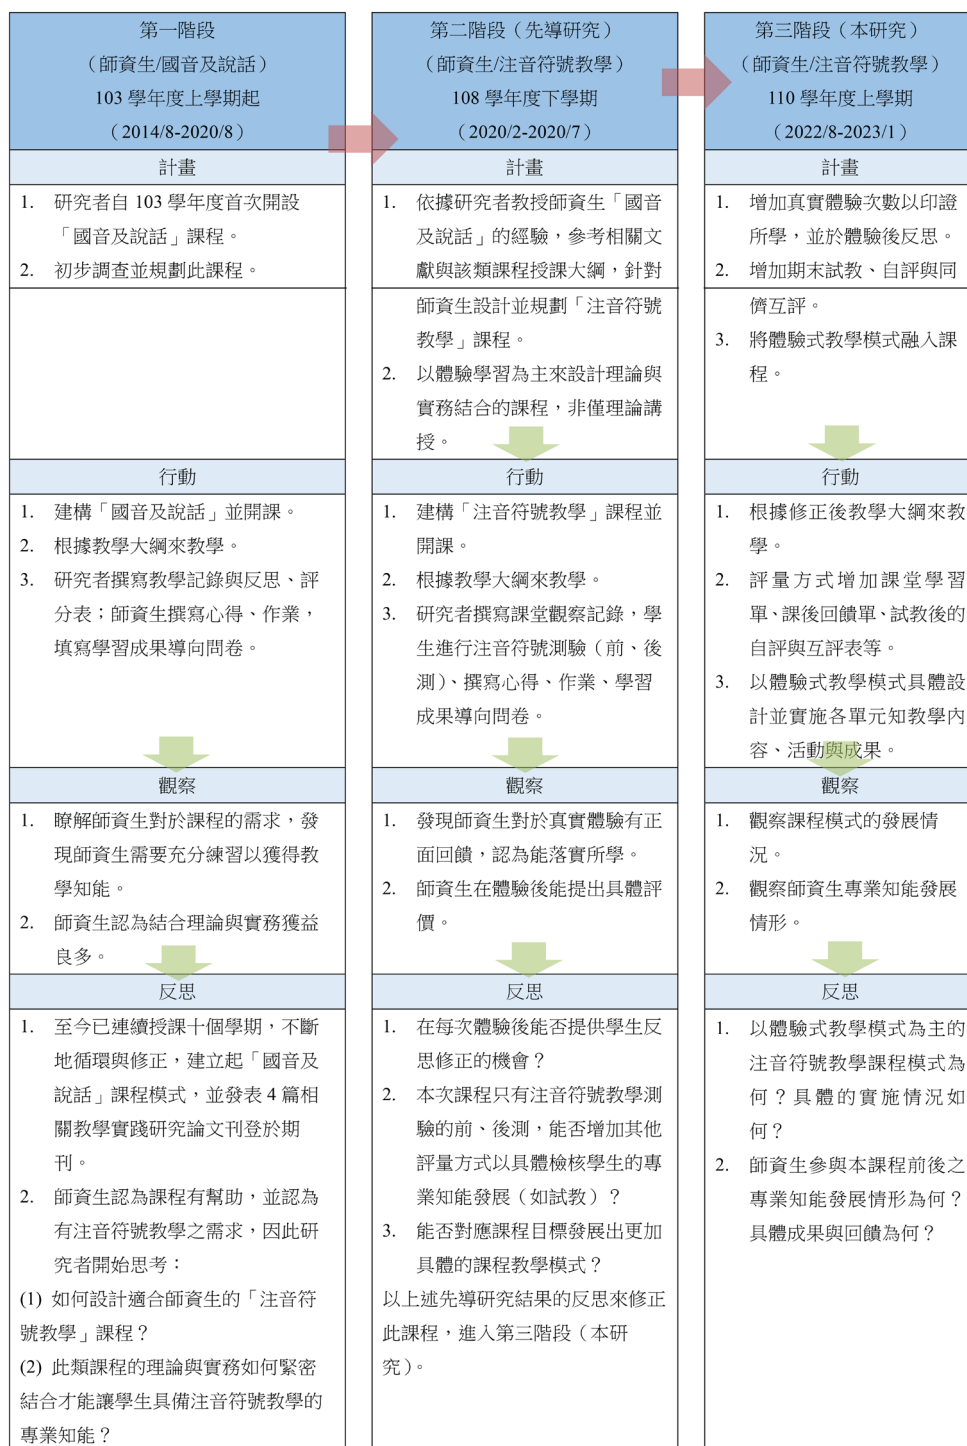 第一階段
（師資生/國音及說話）
103 學年度上學期起
（2014/8-2020/8）
計畫
1. 研究者自 103 學年度首次開設
「國音及說話」課程。
2. 初步調查並規劃此課程。
行動
1. 建構「國音及說話」並開課。
2. 根據教學大綱來教學。
3. 研究者撰寫教學記錄與反思、評
分表；師資生撰寫心得、作業，
填寫學習成果導向問卷。
觀察
1. 瞭解師資生對於課程的需求，發
現師資生需要充分練習以獲得教
學知能。
2. 師資生認為結合理論與實務獲益
良多。
反思
1. 至今已連續授課十個學期，不斷
地循環與修正，建立起「國音及
說話」課程模式，並發表 4 篇相
關教學實踐研究論文刊登於期
刊。
2. 師資生認為課程有幫助，並認為
有注音符號教學之需求，因此研
究者開始思考：
(1) 如何設計適合師資生的「注音符
號教學」課程？
(2) 此類課程的理論與實務如何緊密
結合才能讓學生具備注音符號教學的
專業知能？
第二階段（先導研究）
（師資生/注音符號教學）
108 學年度下學期
（2020/2-2020/7）
計畫
1. 依據研究者教授師資生「國音
及說話」的經驗，參考相關文
獻與該類課程授課大綱，針對
師資生設計並規劃「注音符號
教學」課程。
2. 以體驗學習為主來設計理論與
實務結合的課程，非僅理論講
授。
行動
1. 建構「注音符號教學」課程並
開課。
2. 根據教學大綱來教學。
3. 研究者撰寫課堂觀察記錄，學
生進行注音符號測驗（前、後
測）、撰寫心得、作業、學習
成果導向問卷。
觀察
1. 發現師資生對於真實體驗有正
面回饋，認為能落實所學。
2. 師資生在體驗後能提出具體評
價。
反思
1. 在每次體驗後能否提供學生反
思修正的機會？
2. 本次課程只有注音符號教學測
驗的前、後測，能否增加其他
評量方式以具體檢核學生的專
業知能發展（如試教）？
3. 能否對應課程目標發展出更加
具體的課程教學模式？
以上述先導研究結果的反思來修正
此課程，進入第三階段（本研
究）。
第三階段（本研究）
（師資生/注音符號教學）
110 學年度上學期
（2022/8-2023/1）
計畫
1. 增加真實體驗次數以印證
所學，並於體驗後反思。
2. 增加期末試教、自評與同
儕互評。
3. 將體驗式教學模式融入課
程。
行動
1. 根據修正後教學大綱來教
學。
2. 評量方式增加課堂學習
單、課後回饋單、試教後的
自評與互評表等。
3. 以體驗式教學模式具體設
計並實施各單元知教學內
容、活動與成果。
觀察
1. 觀察課程模式的發展情
況。
2. 觀察師資生專業知能發展
情形。
反思
1. 以體驗式教學模式為主的
注音符號教學課程模式為
何？具體的實施情況如
何？
2. 師資生參與本課程前後之
專業知能發展情形為何？
具體成果與回饋為何？